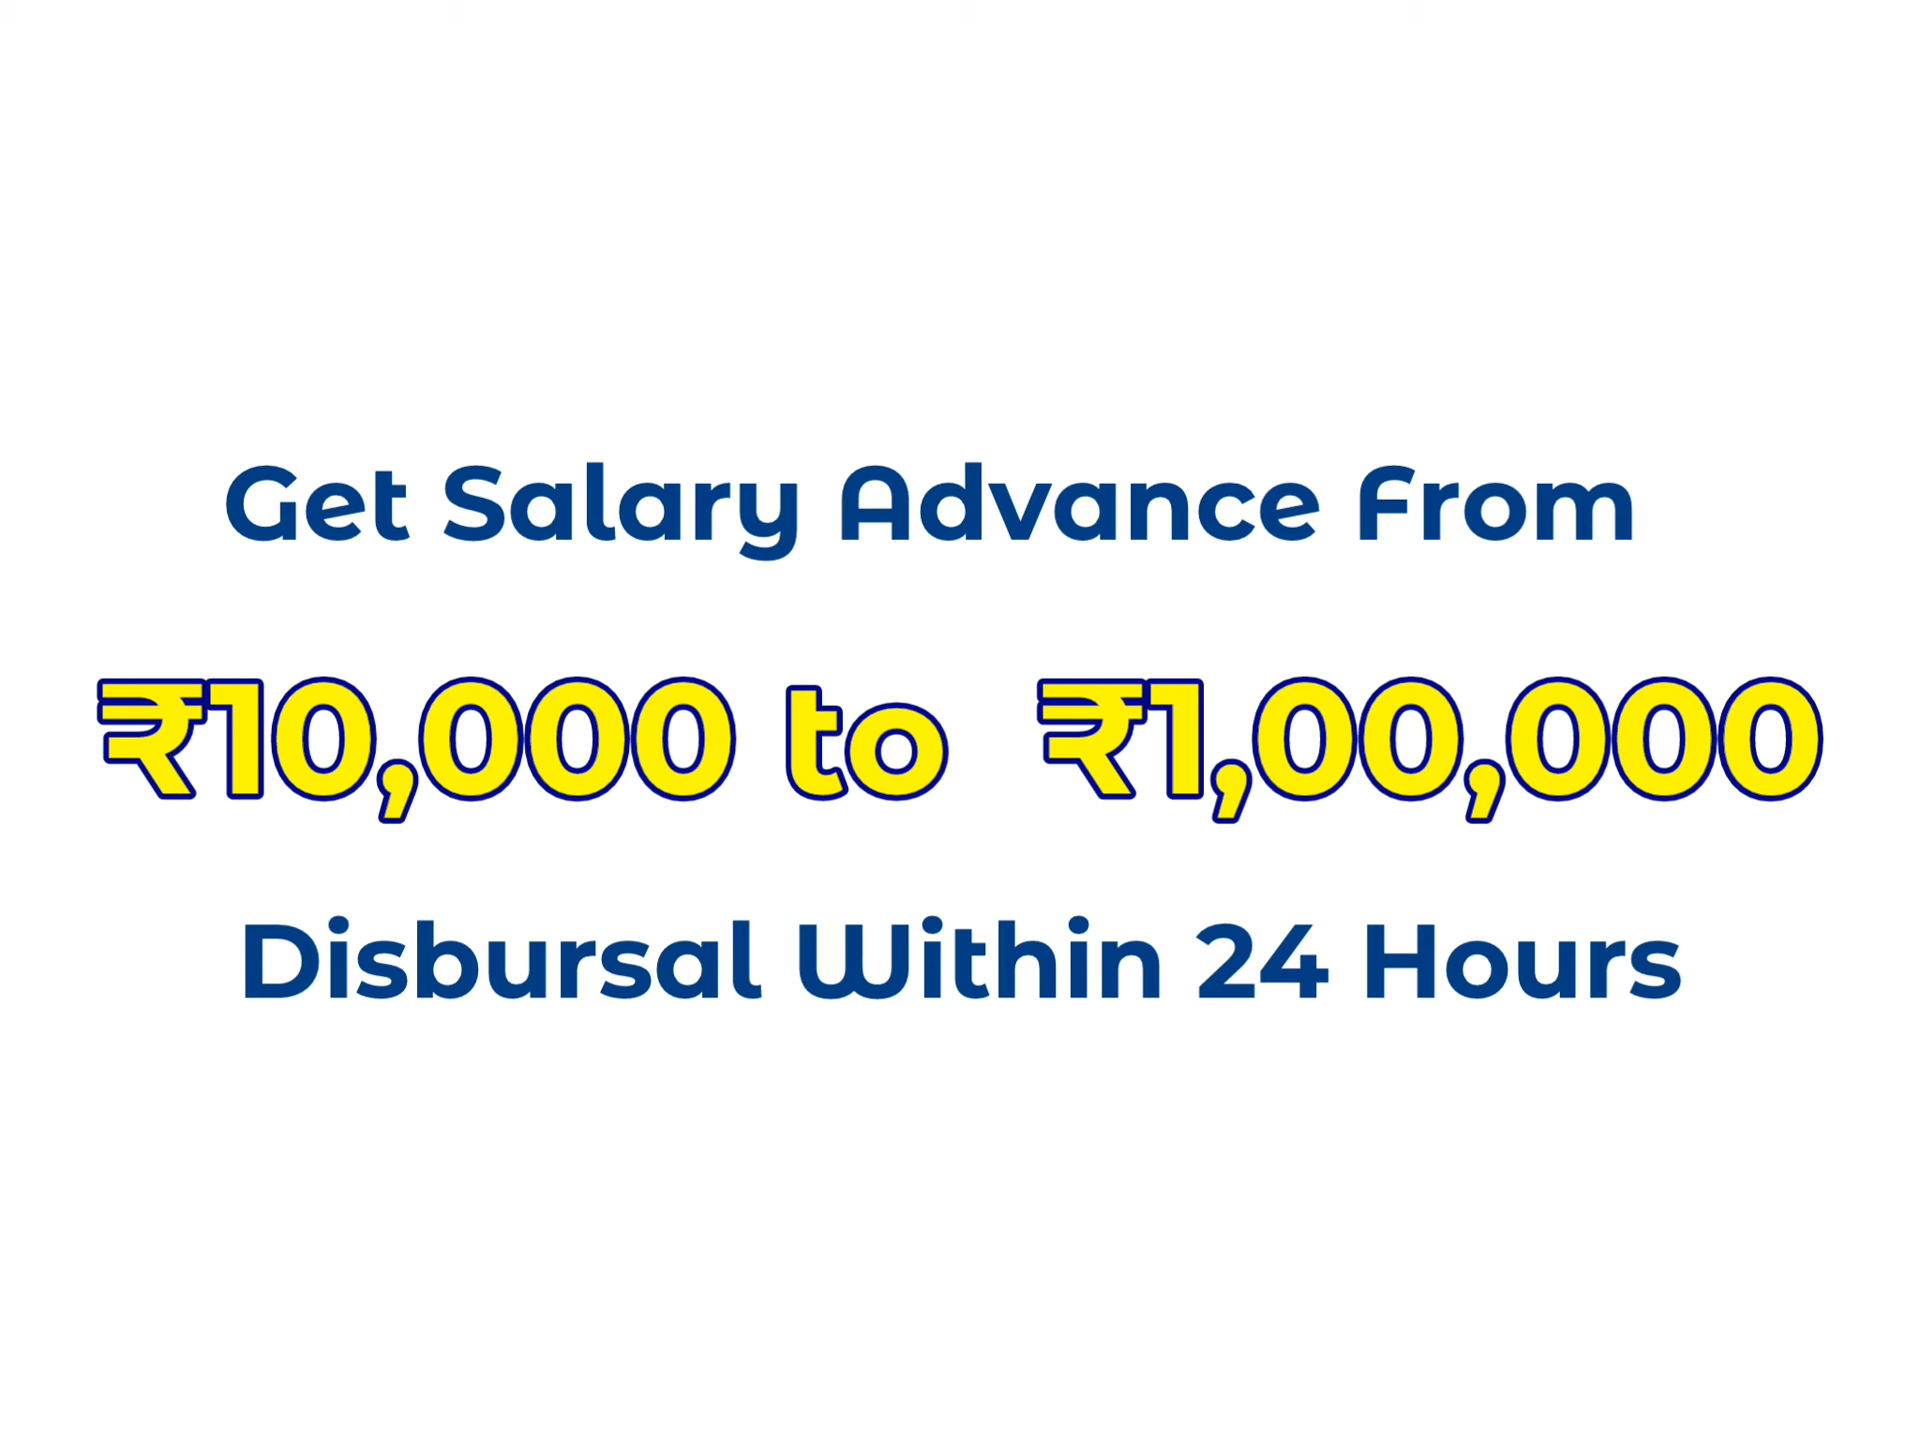 Get Salary Advance From
₹10,000 to ₹1,00,000
Disbursal Within 24 Hours